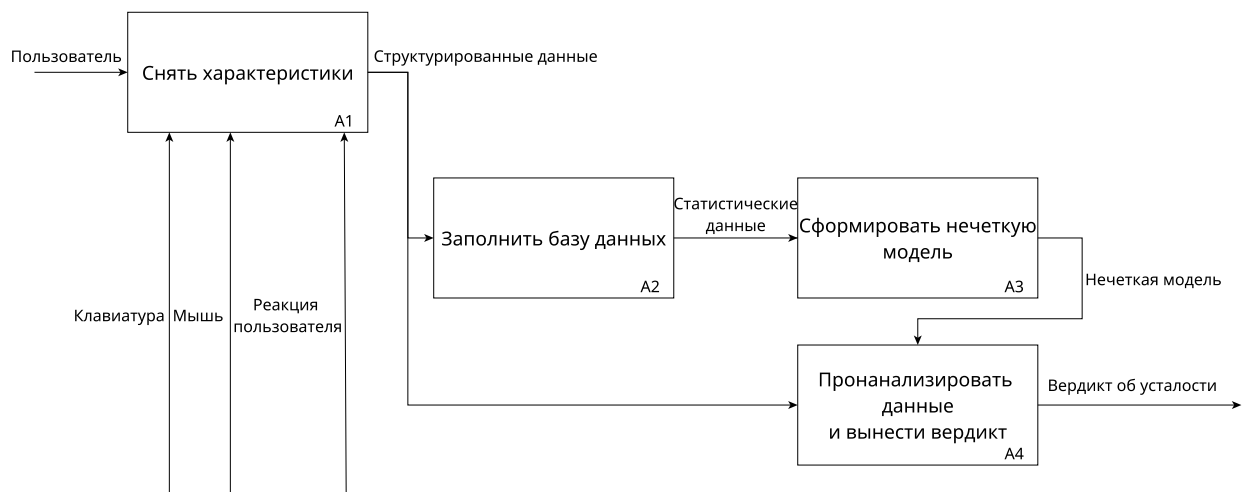 Пользователь
Снять характеристики
A1
Структурированные данные
Клавиатура
Мышь
Реакция
пользователя
Заполнить базу данных
A2
Статистические
данные
Сформировать нечеткую
модель
A3
Нечеткая модель
Пронанализировать
данные
и вынести вердикт
A4
Вердикт об усталости